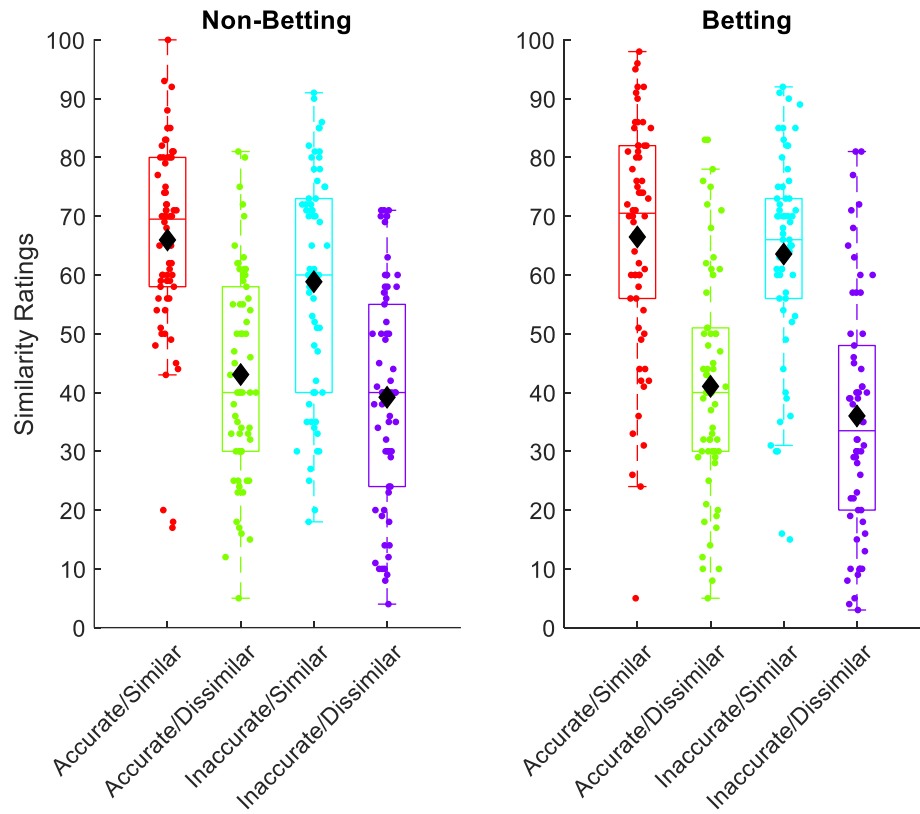 Non-Betting
Similarity Ratings
100
90
80
70
60
50
40
30
20
10
0
Accurate/Similar
Accurate/Dissimilar
Inaccurate/Similar
Inaccurate/Dissimilar
Betting
100
90
80
70
60
50
40
30
20
10
0
Accurate/Similar
Accurate/Dissimilar
Inaccurate/Similar
Inaccurate/Dissimilar